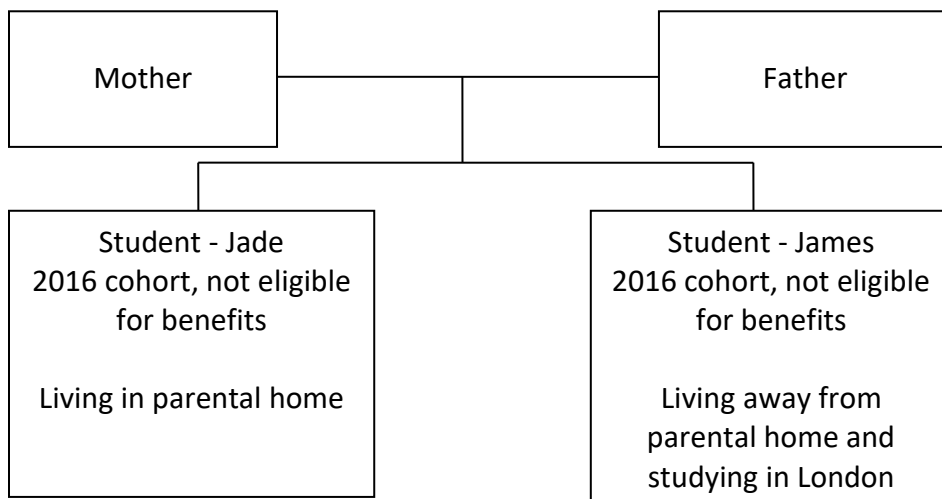 Mother
Father
Student - Jade
2016 cohort, not eligible
for benefits
Living in parental home
Student - James
2016 cohort, not eligible
for benefits
Living away from
parental home and
studying in London